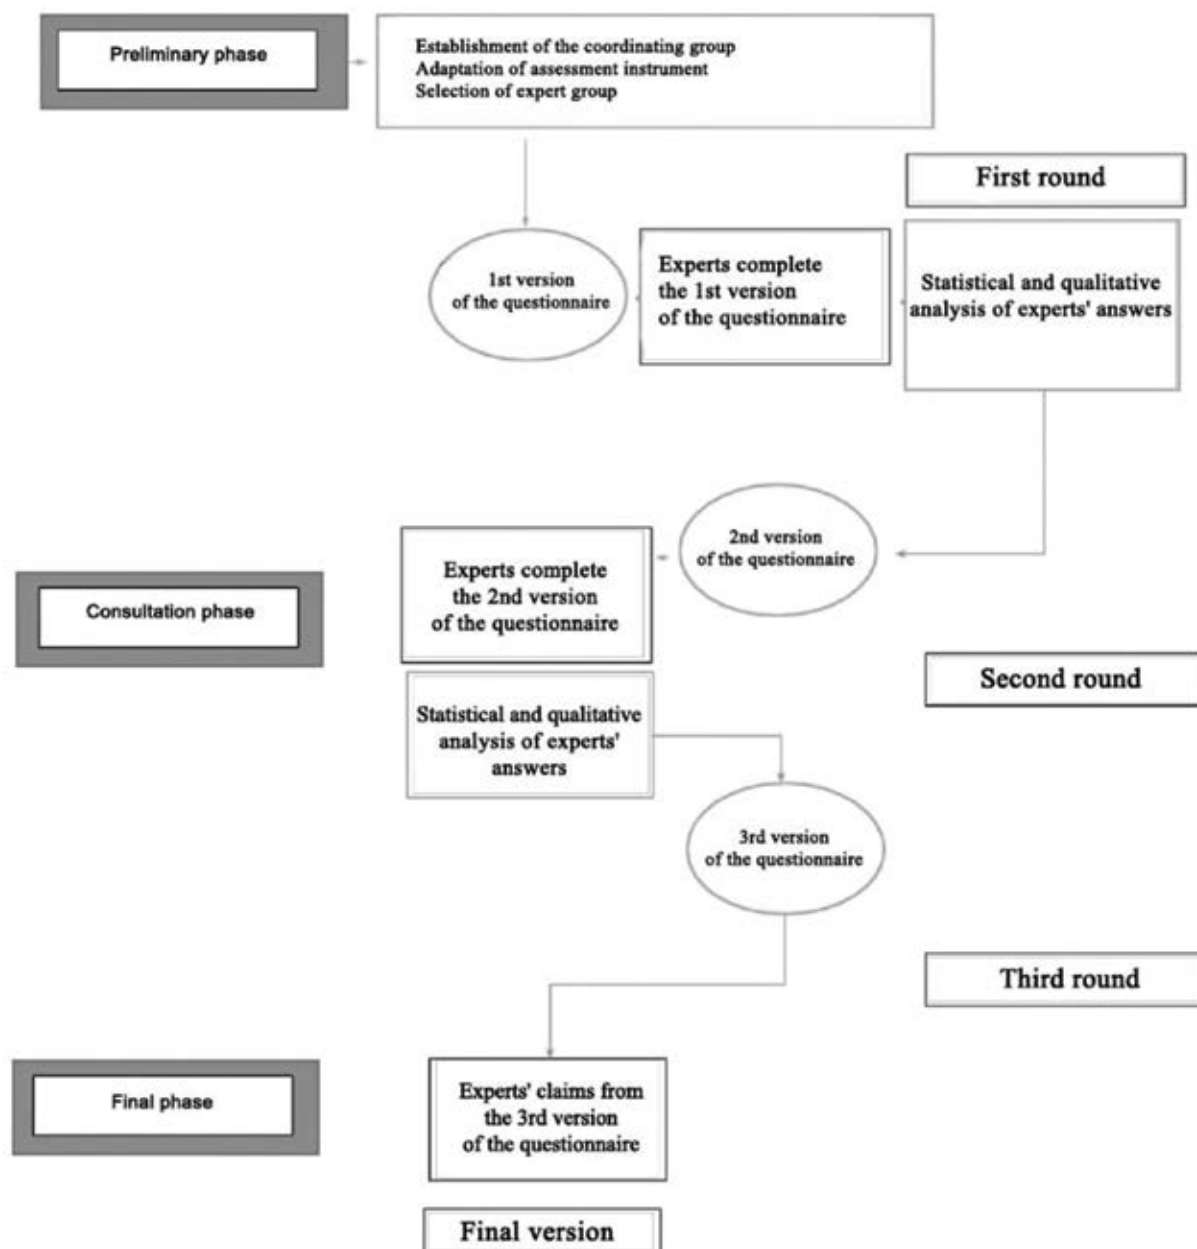 Preliminary phase
Establishment of the coordinating group
Adaptation of assessment instrument
Selection of expert group
First round
1st version
of the questionnaire
Experts complete
the 1st version
of the questionnaire
Statistical and qualitative
analysis of experts' answers
2nd version
of the questionnaire
Experts complete
the 2nd version
of the questionnaire
Consultation phase
Second round
Statistical and qualitative
analysis of experts'
answers
3rd version
of the questionnaire
Third round
Final phase
Experts' claims from
the 3rd version
of the questionnaire
Final version